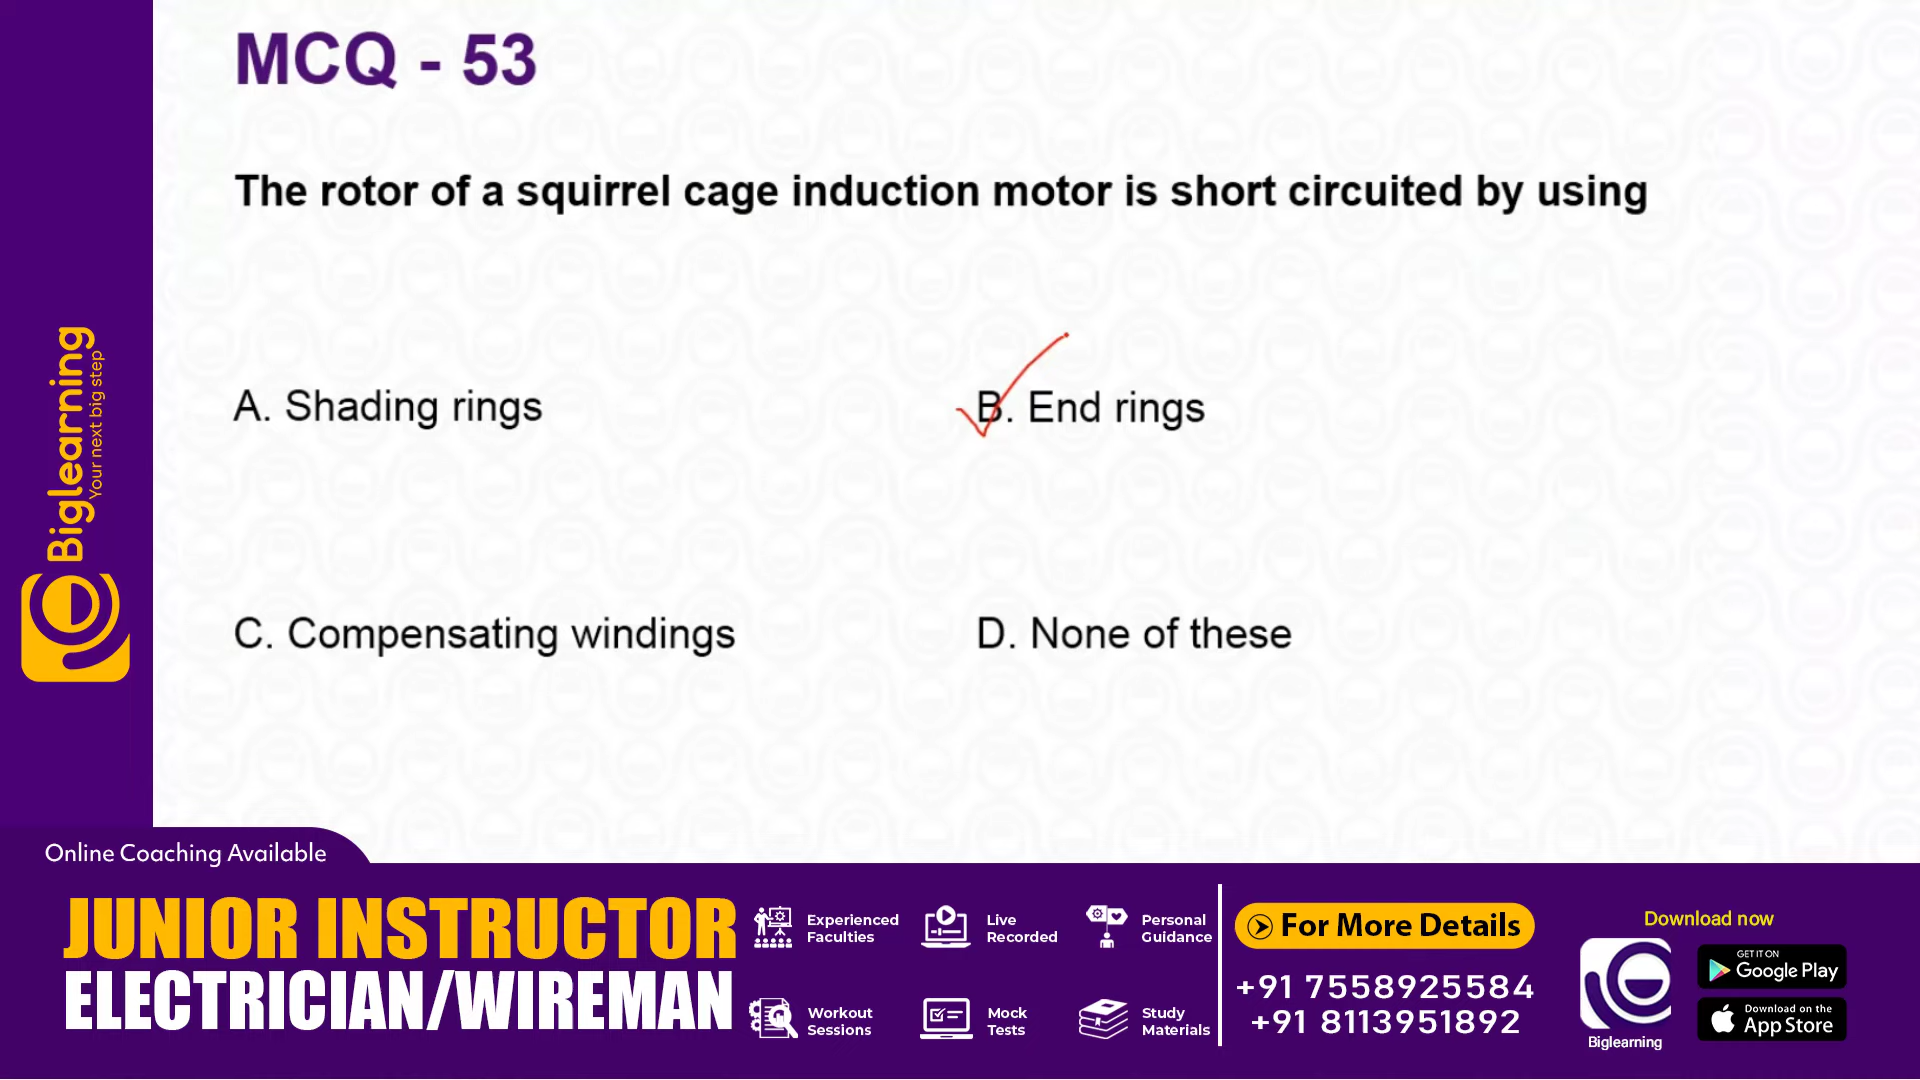 MCQ - 53
The rotor of a squirrel cage induction motor is short circuited by using
A. Shading rings
B. End rings
C. Compensating windings
D. None of these
Biglearning
Your next big step
Online Coaching Available
JUNIOR INSTRUCTOR
ELECTRICIAN/WIREMAN
Experienced
Faculties
Live
Recorded
Personal
Guidance
Workout
Sessions
Mock
Tests
Study
Materials
For More Details
+91 7558925584
+91 8113951892
Download now
Biglearning
GET IT ON
Google Play
Download on the
App Store